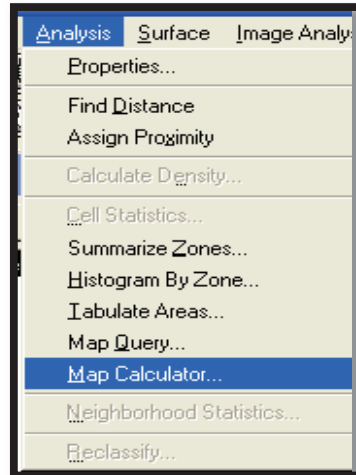 Analysis Surface Image Analy
Properties...
Find Distance
Assign Proximity
Calculate Density...
Cell Statistics...
Summarize Zones...
Histogram By Zone...
Tabulate Areas...
Map Query...
Map Calculator...
Neighborhood Statistics...
Reclassify...